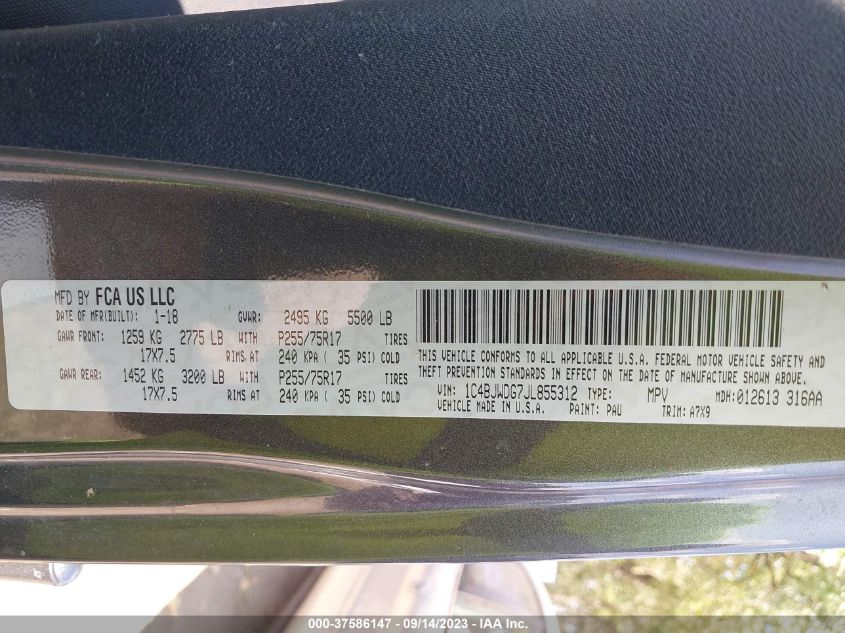 MFD BY FCA US LLC
DATE OF MFR(BUILT): 1-18 GVWR: 2495 KG 5500 LB
GAWR FRONT: 1259 KG 2775 LB WITH P255/75R17 TIRES
17X7.5 RIMS AT 240 KPA ( 35 PSI) COLD
GAWR REAR: 1452 KG 3200 LB WITH P255/75R17 TIRES
17X7.5 RIMS AT 240 KPA ( 35 PSI) COLD
THIS VEHICLE CONFORMS TO ALL APPLICABLE U.S.A. FEDERAL MOTOR VEHICLE SAFETY AND
THEFT PREVENTION STANDARDS IN EFFECT ON THE DATE OF MANUFACTURE SHOWN ABOVE.
VIN: 1C4BJWDG7JL855312 TYPE: MPV MDH: 012613 316AA
VEHICLE MADE IN U.S.A. PAINT: PAU TRIM: A7X9
000-37586147 - 09/14/2023 - IAA Inc.